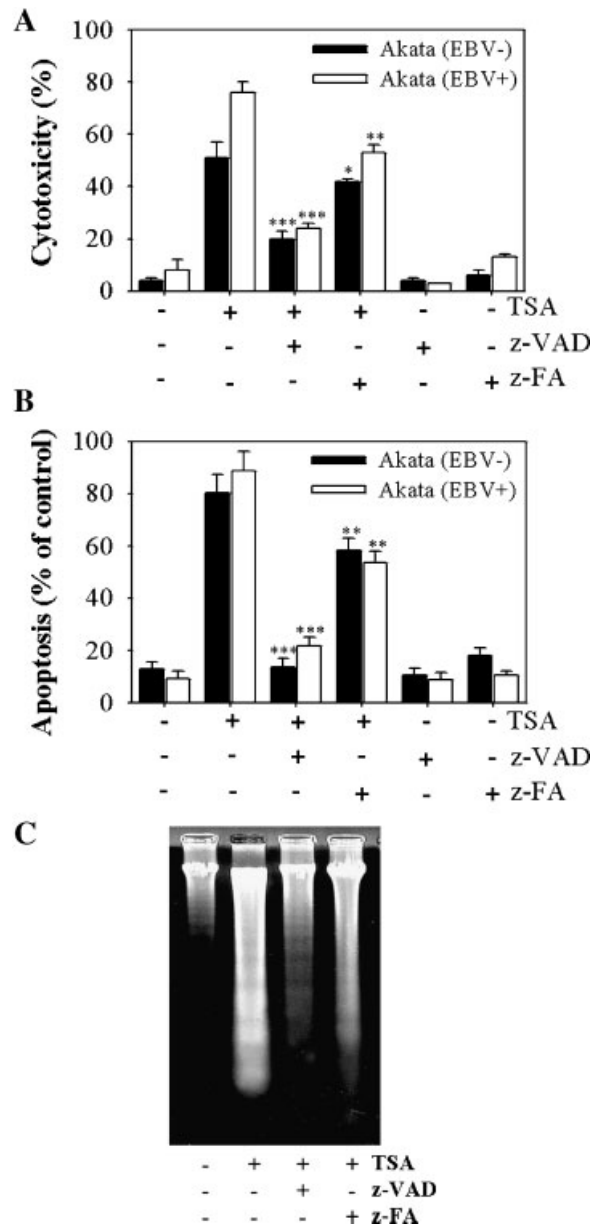 A
Cytotoxicity (%)
100
80
60
40
20
0
Akata (EBV-)
Akata (EBV+)
*** *** * **
- + + + - - TSA
- - + - + - z-VAD
- - - + - + z-FA
B
Apoptosis (% of control)
100
80
60
40
20
0
Akata (EBV-)
Akata (EBV+)
*** *** ** **
- + + + - - TSA
- - + - + - z-VAD
- - - + - + z-FA
C
- + + + TSA
- - + - z-VAD
- - - + z-FA